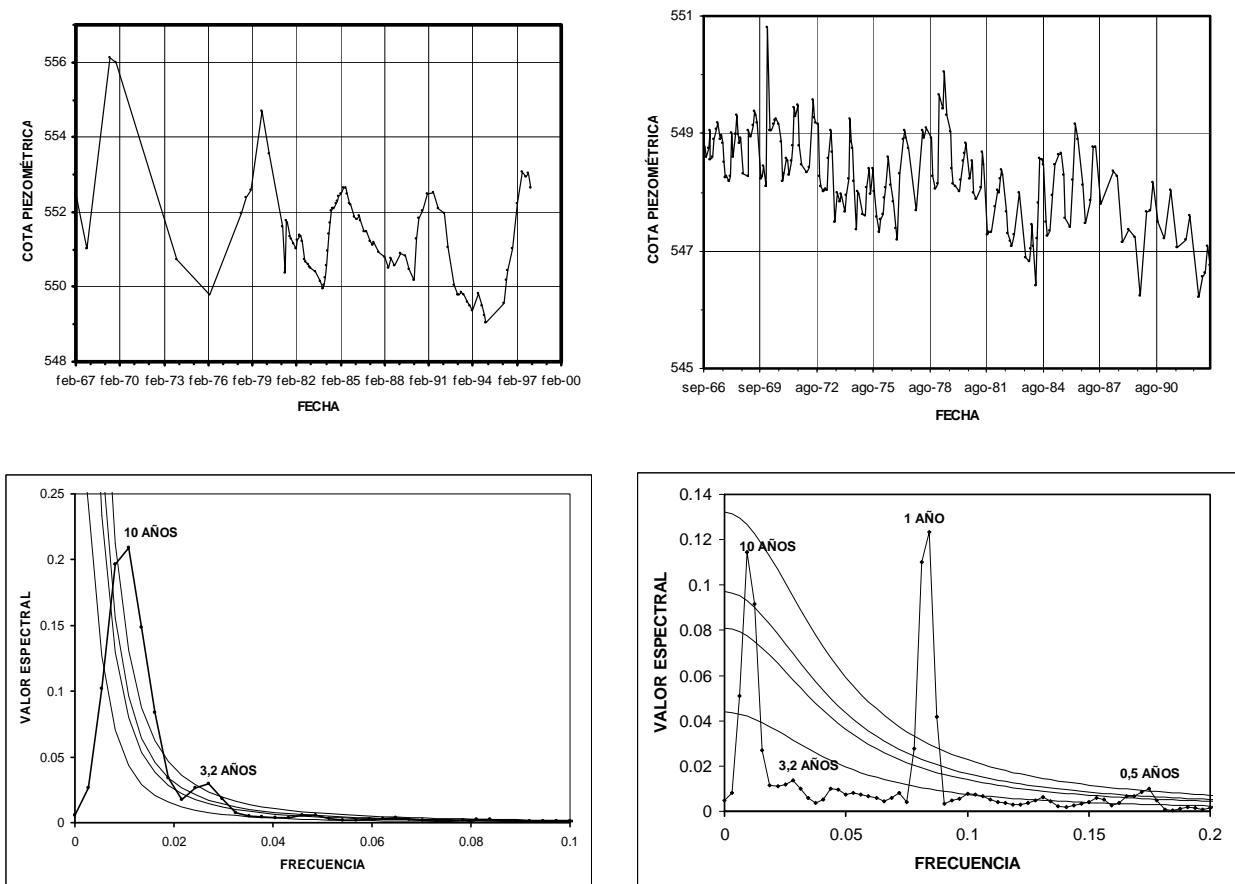 COTA PIEZOMÉTRICA
556
554
552
550
548
feb-67 feb-70 feb-73 feb-76 feb-79 feb-82 feb-85 feb-88 feb-91 feb-94 feb-97 feb-00
FECHA
COTA PIEZOMÉTRICA
551
549
547
545
sep-66 sep-69 ago-72 ago-75 ago-78 ago-81 ago-84 ago-87 ago-90
FECHA
VALOR ESPECTRAL
0.25
0.2
0.15
0.1
0.05
0
10 AÑOS
3,2 AÑOS
0 0.02 0.04 0.06 0.08 0.1
FRECUENCIA
VALOR ESPECTRAL
0.14
0.12
0.1
0.08
0.06
0.04
0.02
0
1 AÑO
10 AÑOS
3,2 AÑOS
0,5 AÑOS
0 0.05 0.1 0.15 0.2
FRECUENCIA